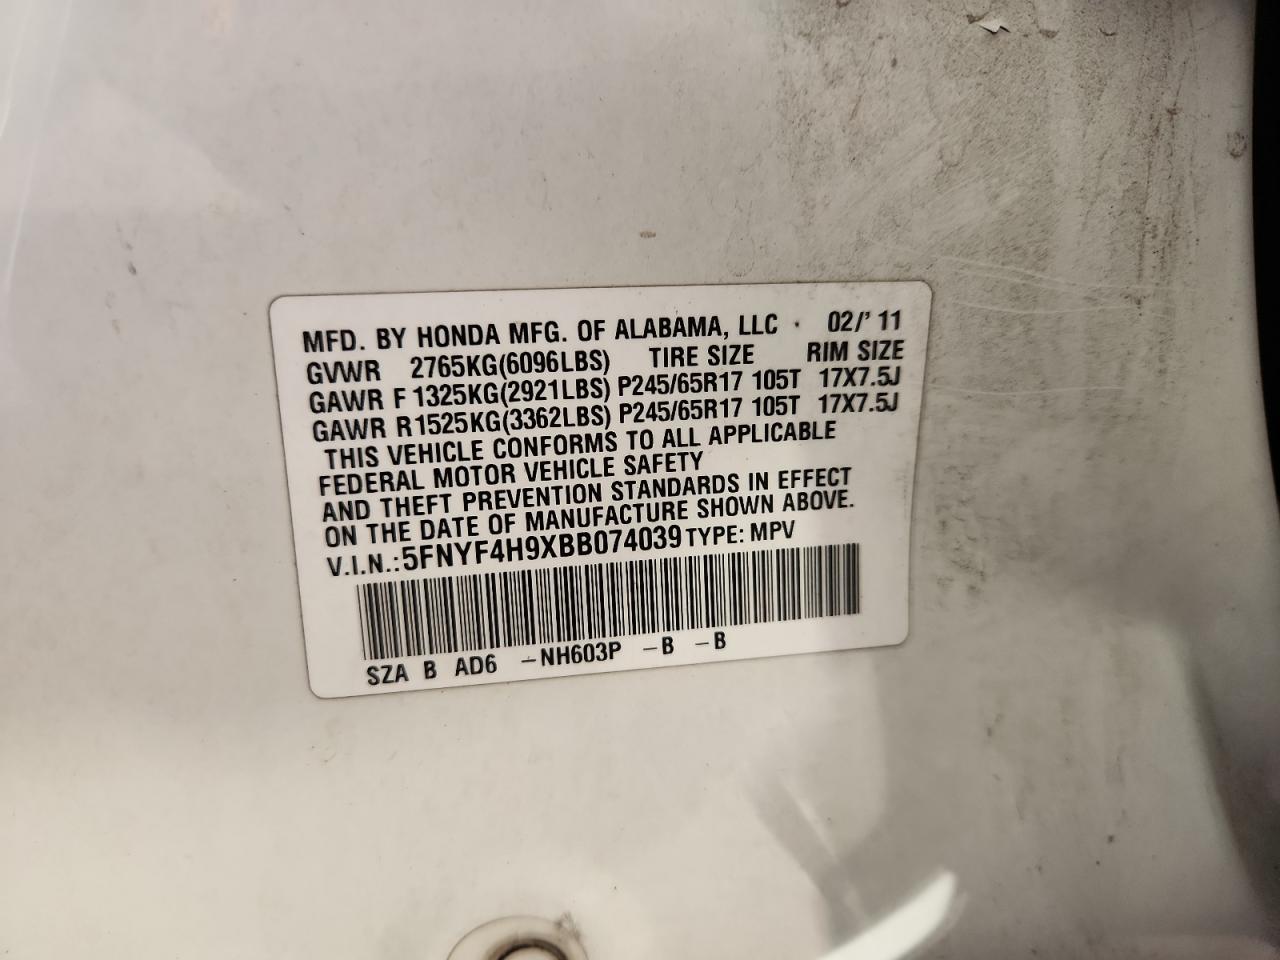 MFD. BY HONDA MFG. OF ALABAMA, LLC · 02/' 11
GVWR 2765KG(6096LBS) TIRE SIZE RIM SIZE
GAWR F 1325KG(2921LBS) P245/65R17 105T 17X7.5J
GAWR R1525KG(3362LBS) P245/65R17 105T 17X7.5J
THIS VEHICLE CONFORMS TO ALL APPLICABLE
FEDERAL MOTOR VEHICLE SAFETY
AND THEFT PREVENTION STANDARDS IN EFFECT
ON THE DATE OF MANUFACTURE SHOWN ABOVE.
V.I.N.:5FNYF4H9XBB074039 TYPE: MPV
SZA B AD6 -NH603P -B -B